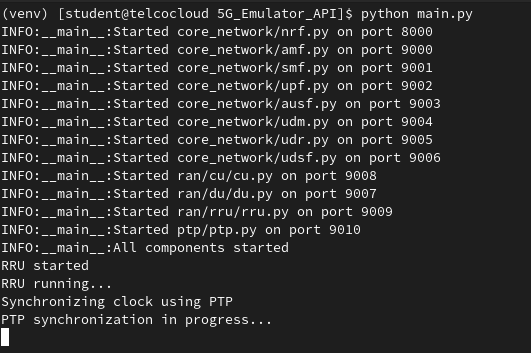 (venv) [student@telcocloud 5G_Emulator_API]$ python main.py
INFO:__main__:Started core_network/nrf.py on port 8000
INFO:__main__:Started core_network/amf.py on port 9000
INFO:__main__:Started core_network/smf.py on port 9001
INFO:__main__:Started core_network/upf.py on port 9002
INFO:__main__:Started core_network/ausf.py on port 9003
INFO:__main__:Started core_network/udm.py on port 9004
INFO:__main__:Started core_network/udr.py on port 9005
INFO:__main__:Started core_network/udsf.py on port 9006
INFO:__main__:Started ran/cu/cu.py on port 9008
INFO:__main__:Started ran/du/du.py on port 9007
INFO:__main__:Started ran/rru/rru.py on port 9009
INFO:__main__:Started ptp/ptp.py on port 9010
INFO:__main__:All components started
RRU started
RRU running...
Synchronizing clock using PTP
PTP synchronization in progress...